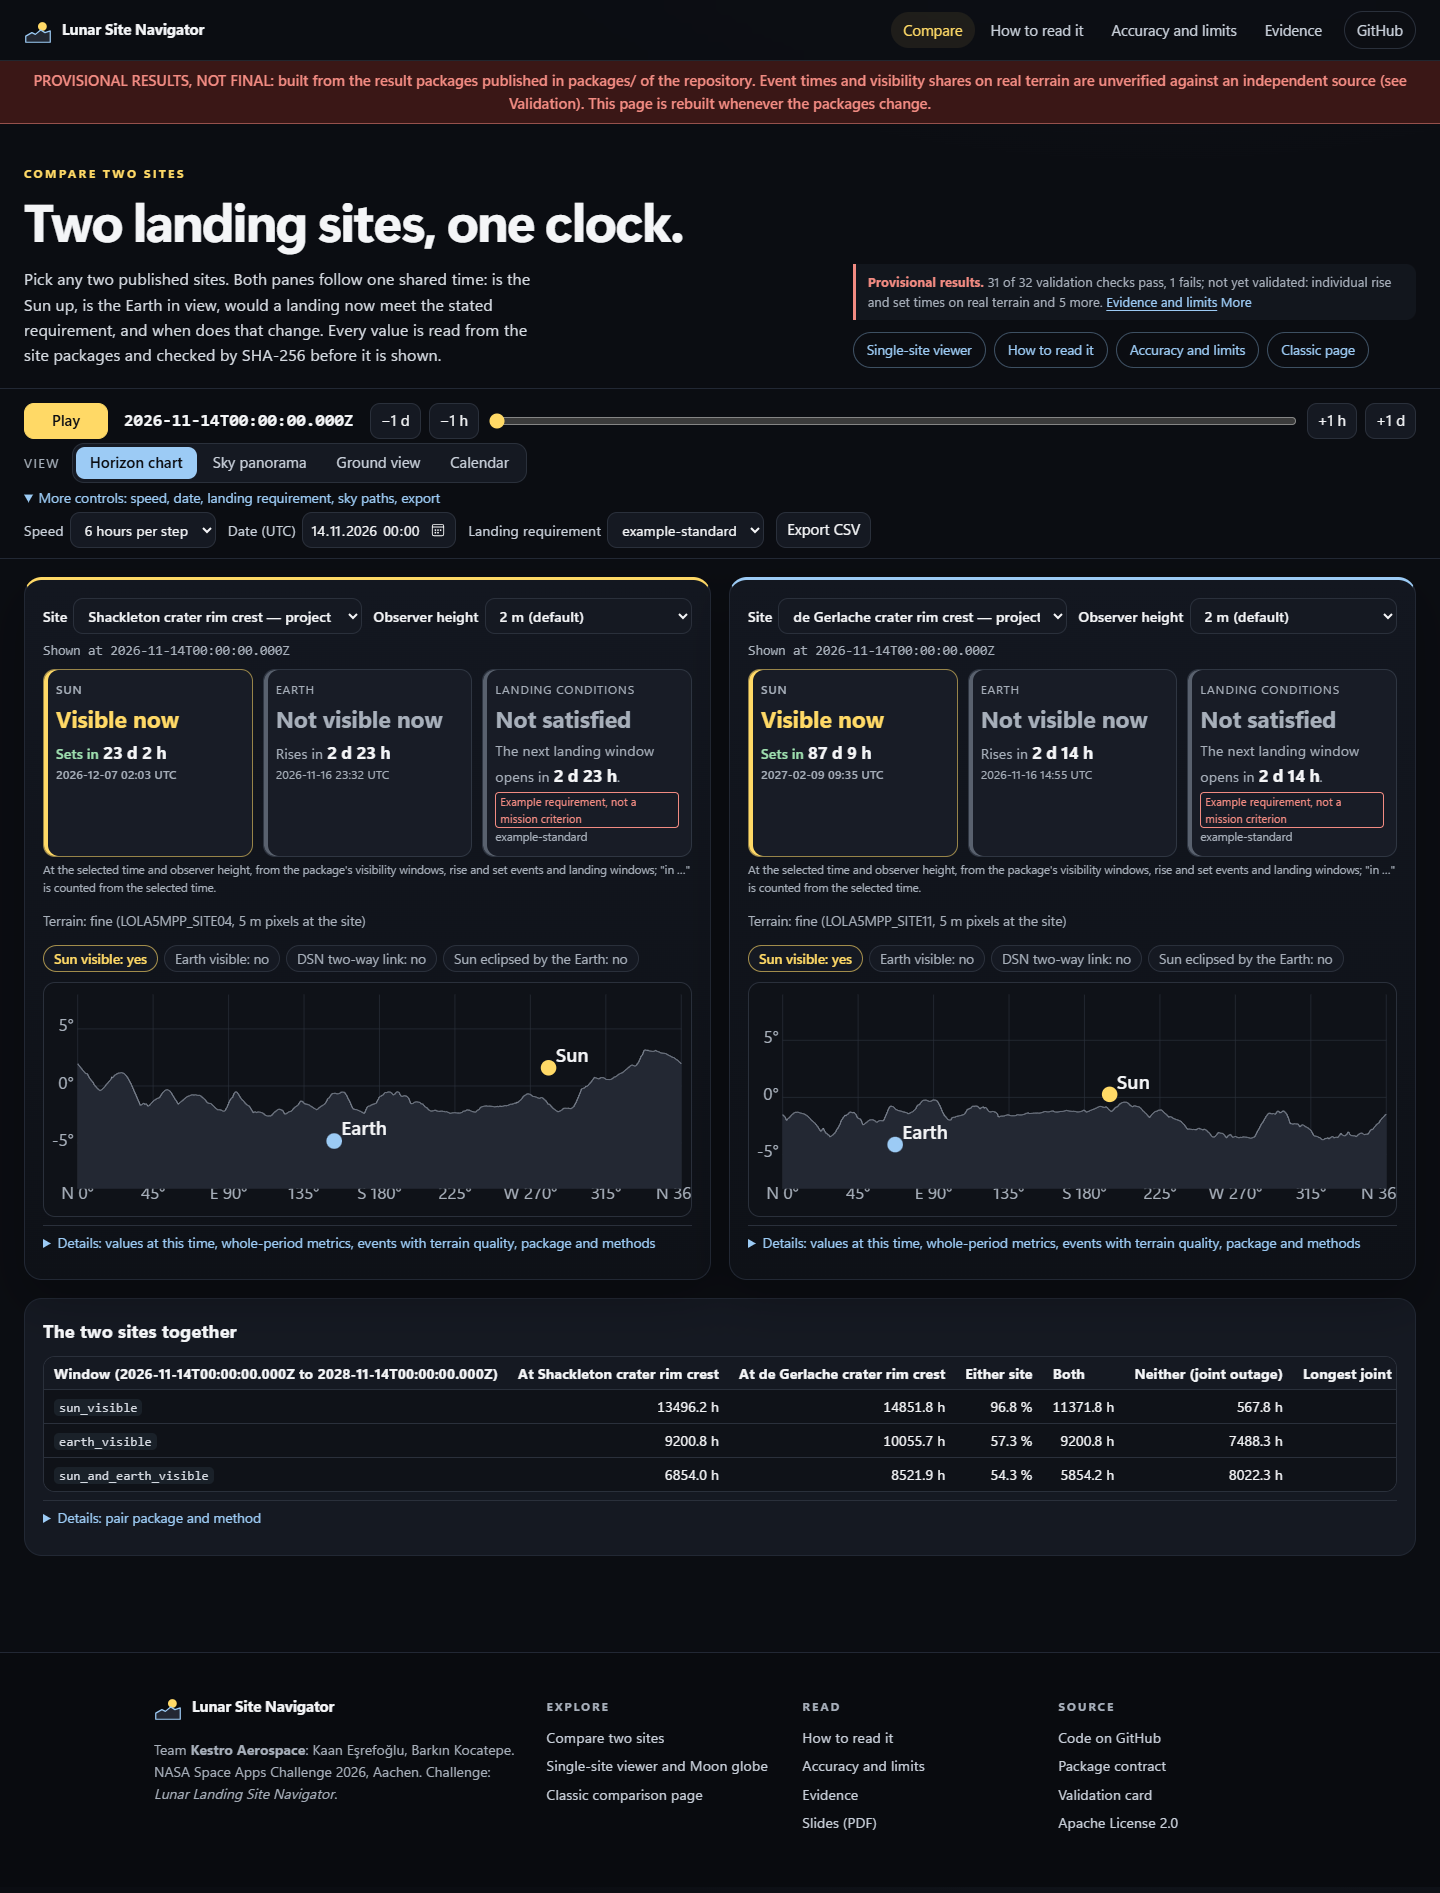 Lunar Site Navigator
Compare
How to read it
Accuracy and limits
Evidence
GitHub
PROVISIONAL RESULTS, NOT FINAL: built from the result packages published in packages/ of the repository. Event times and visibility shares on real terrain are unverified against an independent source (see
Validation). This page is rebuilt whenever the packages change.
COMPARE TWO SITES
Two landing sites, one clock.
Pick any two published sites. Both panes follow one shared time: is the
Sun up, is the Earth in view, would a landing now meet the stated
requirement, and when does that change. Every value is read from the
site packages and checked by SHA-256 before it is shown.
Provisional results. 31 of 32 validation checks pass, 1 fails; not yet validated: individual rise
and set times on real terrain and 5 more. Evidence and limits More
Single-site viewer
How to read it
Accuracy and limits
Classic page
Play
2026-11-14T00:00:00.000Z
−1 d
−1 h
+1 h
+1 d
VIEW
Horizon chart
Sky panorama
Ground view
Calendar
▼ More controls: speed, date, landing requirement, sky paths, export
Speed
6 hours per step
Date (UTC)
14.11.2026 00:00
Landing requirement
example-standard
Export CSV
Site
Shackleton crater rim crest — project
Observer height
2 m (default)
Shown at 2026-11-14T00:00:00.000Z
SUN
Visible now
Sets in 23 d 2 h
2026-12-07 02:03 UTC
EARTH
Not visible now
Rises in 2 d 23 h
2026-11-16 23:32 UTC
LANDING CONDITIONS
Not satisfied
The next landing window
opens in 2 d 23 h.
Example requirement, not a
mission criterion
example-standard
At the selected time and observer height, from the package's visibility windows, rise and set events and landing windows; "in ..."
is counted from the selected time.
Terrain: fine (LOLA5MPP_SITE04, 5 m pixels at the site)
Sun visible: yes
Earth visible: no
DSN two-way link: no
Sun eclipsed by the Earth: no
5°
0°
-5°
Sun
Earth
N 0°
45°
E 90°
135°
S 180°
225°
W 270°
315°
N 36
▶ Details: values at this time, whole-period metrics, events with terrain quality, package and methods
Site
de Gerlache crater rim crest — project
Observer height
2 m (default)
Shown at 2026-11-14T00:00:00.000Z
SUN
Visible now
Sets in 87 d 9 h
2027-02-09 09:35 UTC
EARTH
Not visible now
Rises in 2 d 14 h
2026-11-16 14:55 UTC
LANDING CONDITIONS
Not satisfied
The next landing window
opens in 2 d 14 h.
Example requirement, not a
mission criterion
example-standard
At the selected time and observer height, from the package's visibility windows, rise and set events and landing windows; "in ..."
is counted from the selected time.
Terrain: fine (LOLA5MPP_SITE11, 5 m pixels at the site)
Sun visible: yes
Earth visible: no
DSN two-way link: no
Sun eclipsed by the Earth: no
5°
0°
-5°
Sun
Earth
N 0°
45°
E 90°
135°
S 180°
225°
W 270°
315°
N 36
▶ Details: values at this time, whole-period metrics, events with terrain quality, package and methods
The two sites together
Window (2026-11-14T00:00:00.000Z to 2028-11-14T00:00:00.000Z) At Shackleton crater rim crest At de Gerlache crater rim crest Either site Both Neither (joint outage) Longest joint
sun_visible 13496.2 h 14851.8 h 96.8 % 11371.8 h 567.8 h
earth_visible 9200.8 h 10055.7 h 57.3 % 9200.8 h 7488.3 h
sun_and_earth_visible 6854.0 h 8521.9 h 54.3 % 5854.2 h 8022.3 h
▶ Details: pair package and method
Lunar Site Navigator
Team Kestro Aerospace: Kaan Eşrefoğlu, Barkın Kocatepe.
NASA Space Apps Challenge 2026, Aachen. Challenge:
Lunar Landing Site Navigator.
EXPLORE
Compare two sites
Single-site viewer and Moon globe
Classic comparison page
READ
How to read it
Accuracy and limits
Evidence
Slides (PDF)
SOURCE
Code on GitHub
Package contract
Validation card
Apache License 2.0